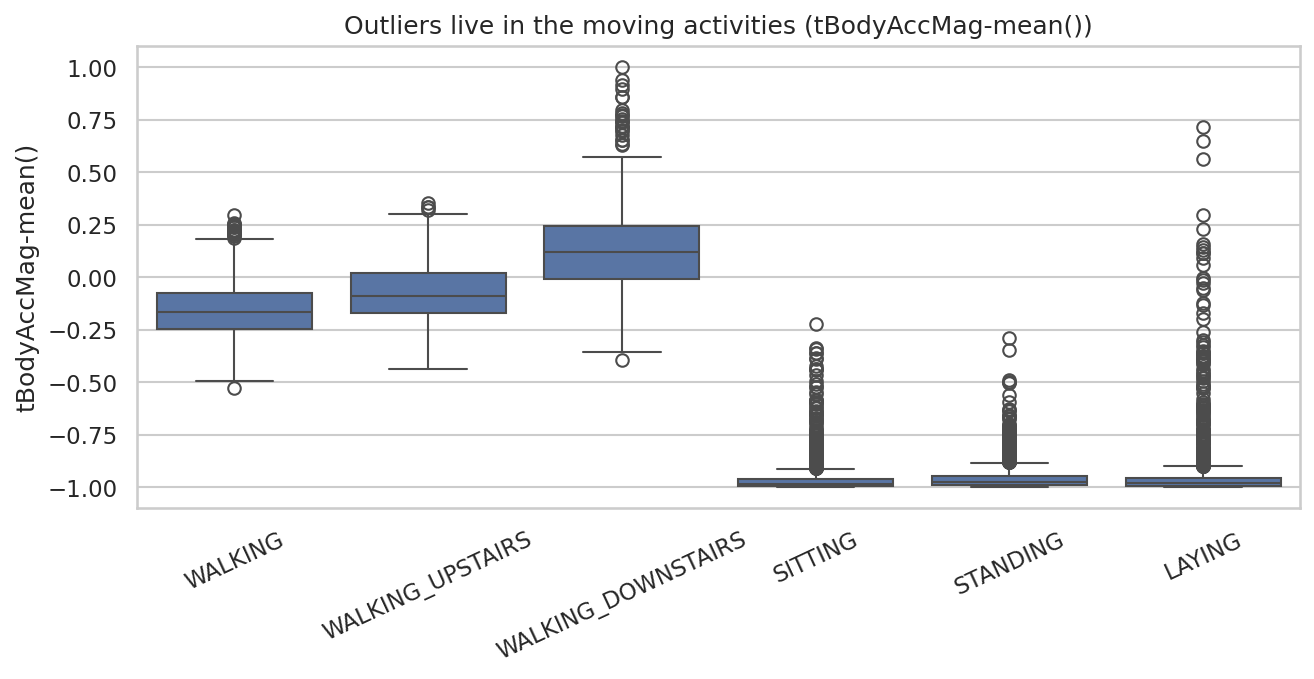 Outliers live in the moving activities (tBodyAccMag-mean())
tBodyAccMag-mean()
1.00
0.75
0.50
0.25
0.00
−0.25
−0.50
−0.75
−1.00
WALKING
WALKING_UPSTAIRS
WALKING_DOWNSTAIRS
SITTING
STANDING
LAYING